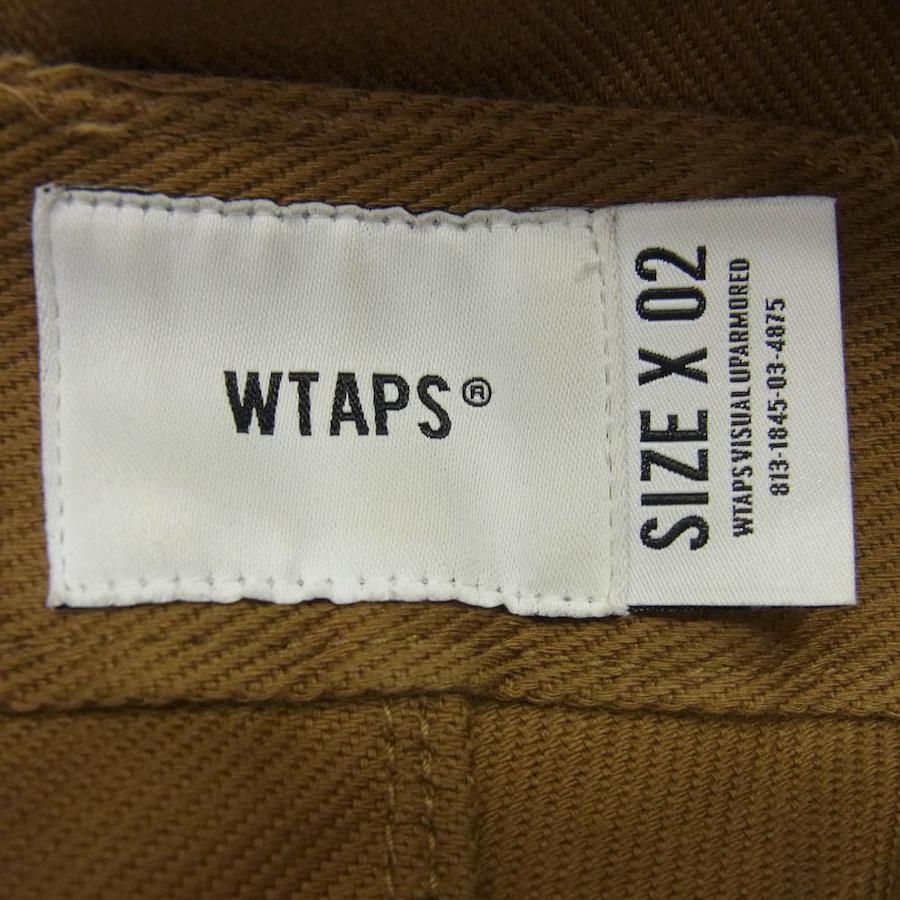 WTAPS®
SIZE X 02
WTAPS VISUAL UPARMORED
813-1845-03-4875